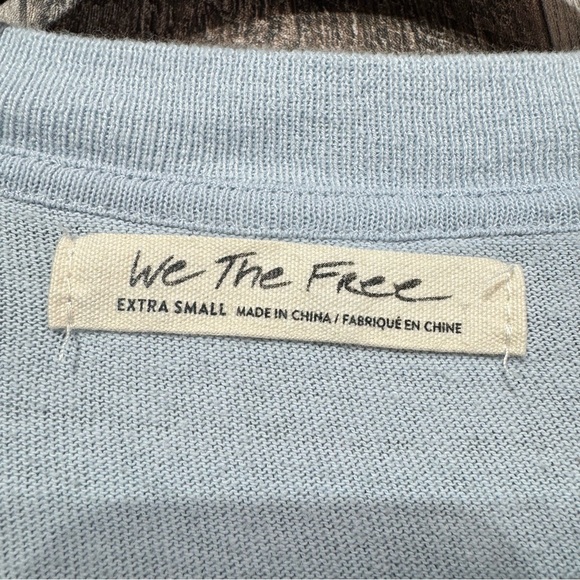 We The Free
EXTRA SMALL MADE IN CHINA / FABRIQUÉ EN CHINE